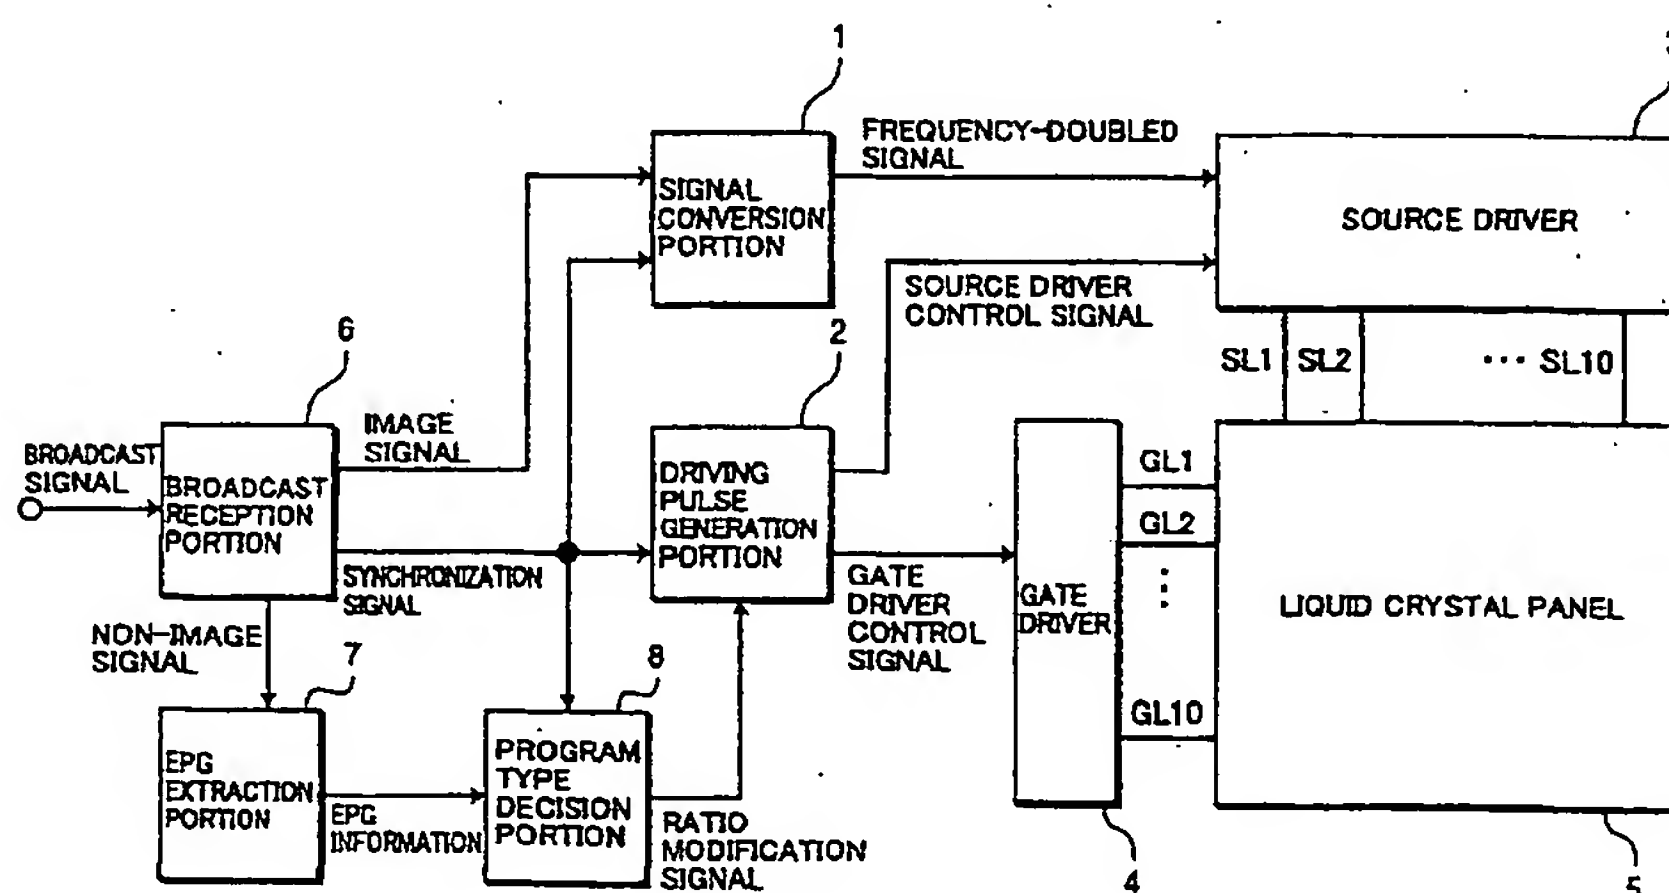 1
FREQUENCY-DOUBLED
SIGNAL
SIGNAL
CONVERSION
PORTION
SOURCE DRIVER
SOURCE DRIVER
CONTROL SIGNAL
6
2
SL1 SL2 ··· SL10
IMAGE
SIGNAL
BROADCAST
SIGNAL
BROADCAST
RECEPTION
PORTION
DRIVING
PULSE
GENERATION
PORTION
GL1
GL2
SYNCHRONIZATION
SIGNAL
GATE
DRIVER
CONTROL
SIGNAL
GATE
DRIVER
LIQUID CRYSTAL PANEL
NON-IMAGE
SIGNAL
7
8
GL10
EPG
EXTRACTION
PORTION
EPG
INFORMATION
PROGRAM
TYPE
DECISION
PORTION
RATIO
MODIFICATION
SIGNAL
4
5